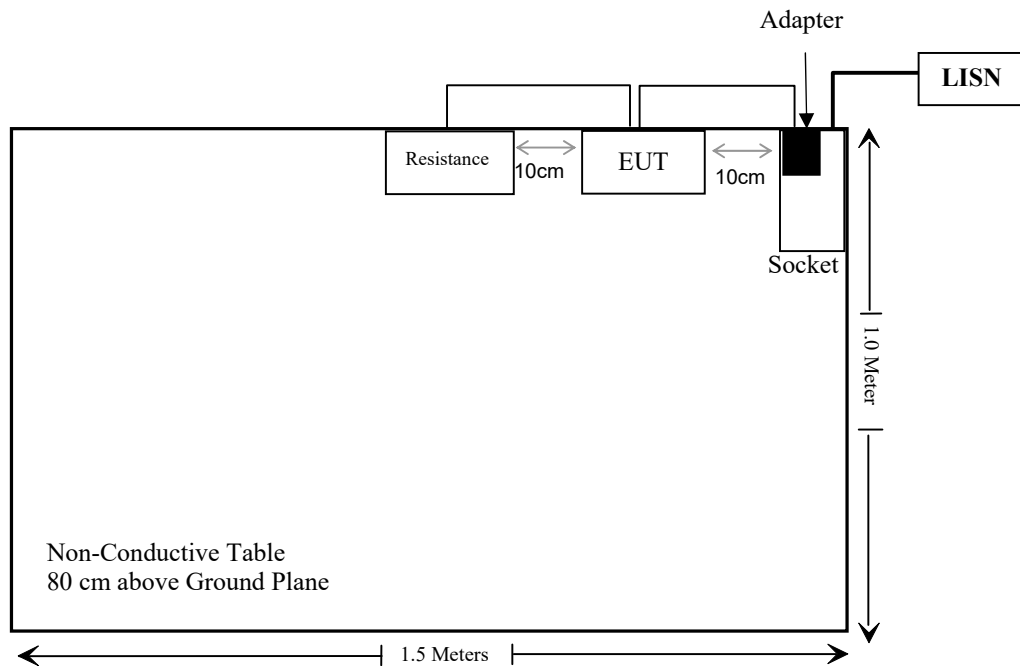 Adapter
LISN
Resistance
10cm
EUT
10cm
Socket
1.0 Meter
Non-Conductive Table
80 cm above Ground Plane
1.5 Meters